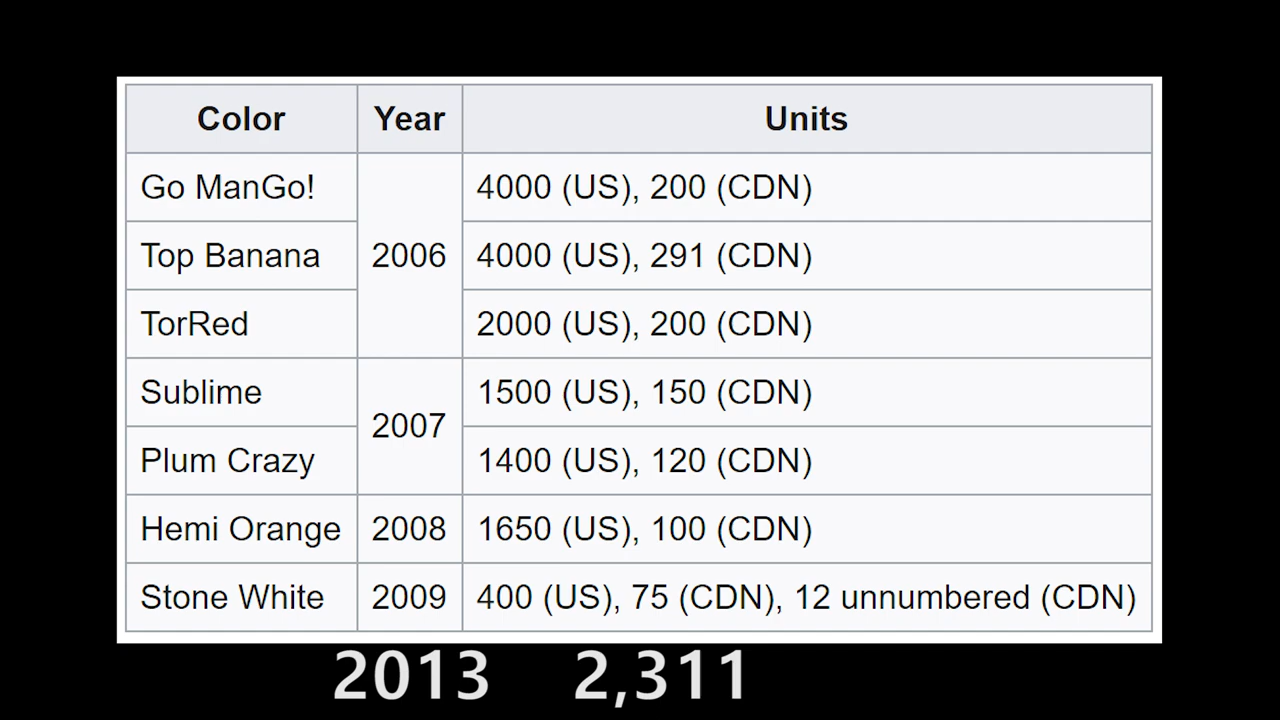 Color Year Units
Go ManGo! 2006 4000 (US), 200 (CDN)
Top Banana 4000 (US), 291 (CDN)
TorRed 2000 (US), 200 (CDN)
Sublime 2007 1500 (US), 150 (CDN)
Plum Crazy 1400 (US), 120 (CDN)
Hemi Orange 2008 1650 (US), 100 (CDN)
Stone White 2009 400 (US), 75 (CDN), 12 unnumbered (CDN)
2013 2,311